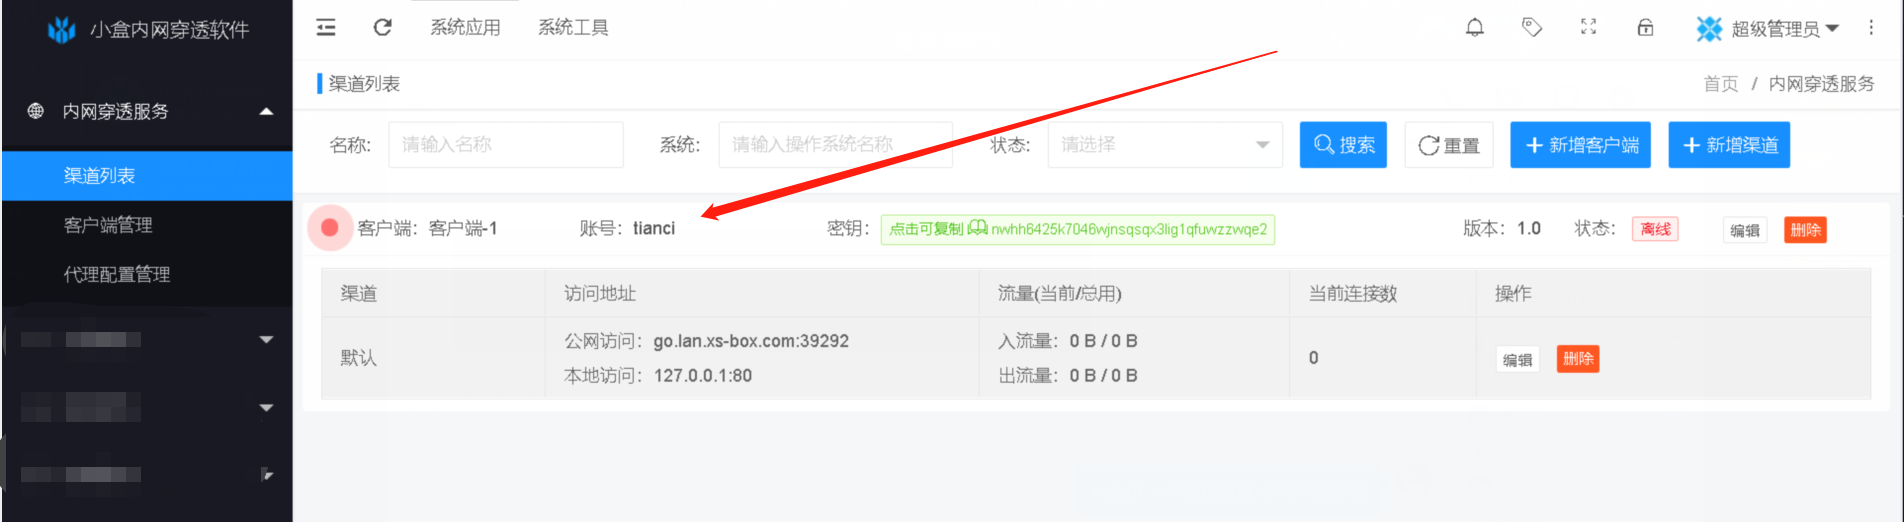 小盒内网穿透软件
系统应用
系统工具
超级管理员
内网穿透服务
渠道列表
客户端管理
代理配置管理
渠道列表
首页 / 内网穿透服务
名称: 请输入名称
系统: 请输入操作系统名称
状态: 请选择
搜索
重置
+ 新增客户端
+ 新增渠道
客户端: 客户端-1
账号: tianci
密钥: 点击可复制 nwhh6425k7046wjnsqsqx3lig1qfuwzzwqe2
版本: 1.0
状态: 离线
编辑
删除
渠道
访问地址
流量(当前/总用)
当前连接数
操作
默认
公网访问: go.lan.xs-box.com:39292
本地访问: 127.0.0.1:80
入流量: 0 B / 0 B
出流量: 0 B / 0 B
0
编辑
删除